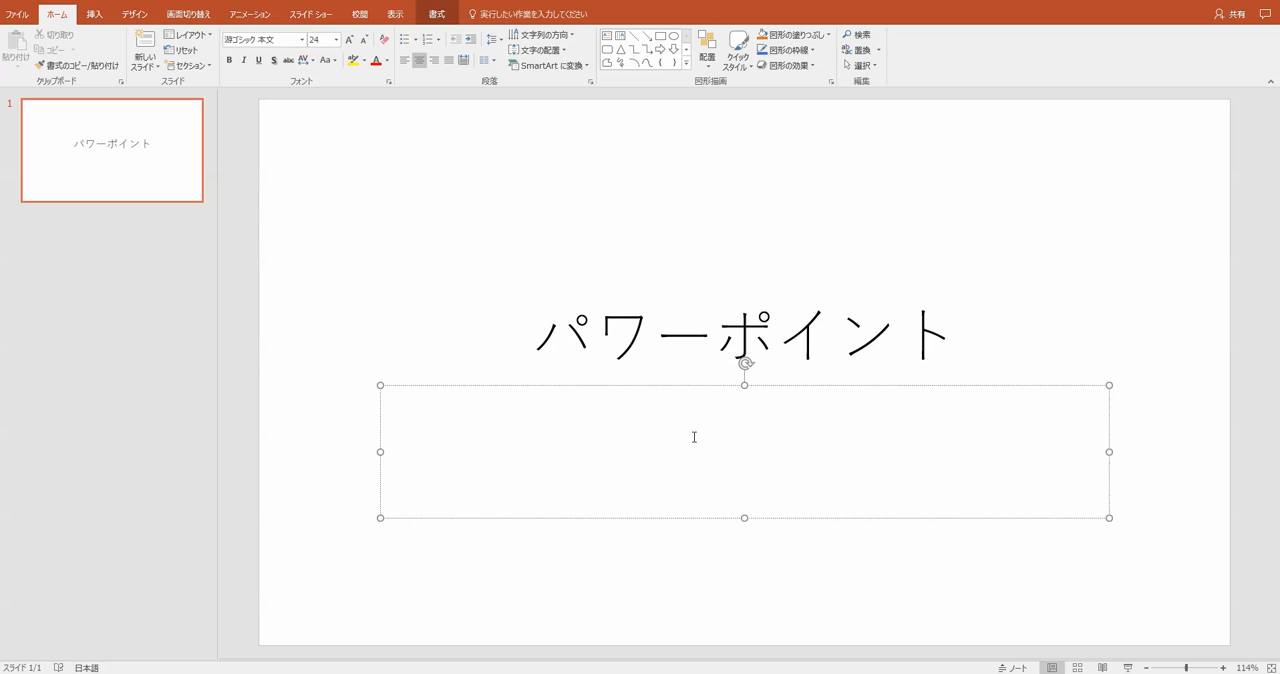 ファイル ホーム 挿入 デザイン 画面切り替え アニメーション スライド ショー 校閲 表示 書式 実行したい作業を入力してください 共有
貼り付け
切り取り
コピー
書式のコピー/貼り付け
クリップボード
新しい
スライド
レイアウト
リセット
セクション
スライド
游ゴシック 本文 24
B I U S abc AV Aa A
フォント
文字列の方向
文字の配置
SmartArt に変換
段落
配置
クイック
スタイル
図形の塗りつぶし
図形の枠線
図形の効果
図形描画
検索
置換
選択
編集
1
パワーポイント
パワーポイント
スライド 1/1 日本語 ノート 114%